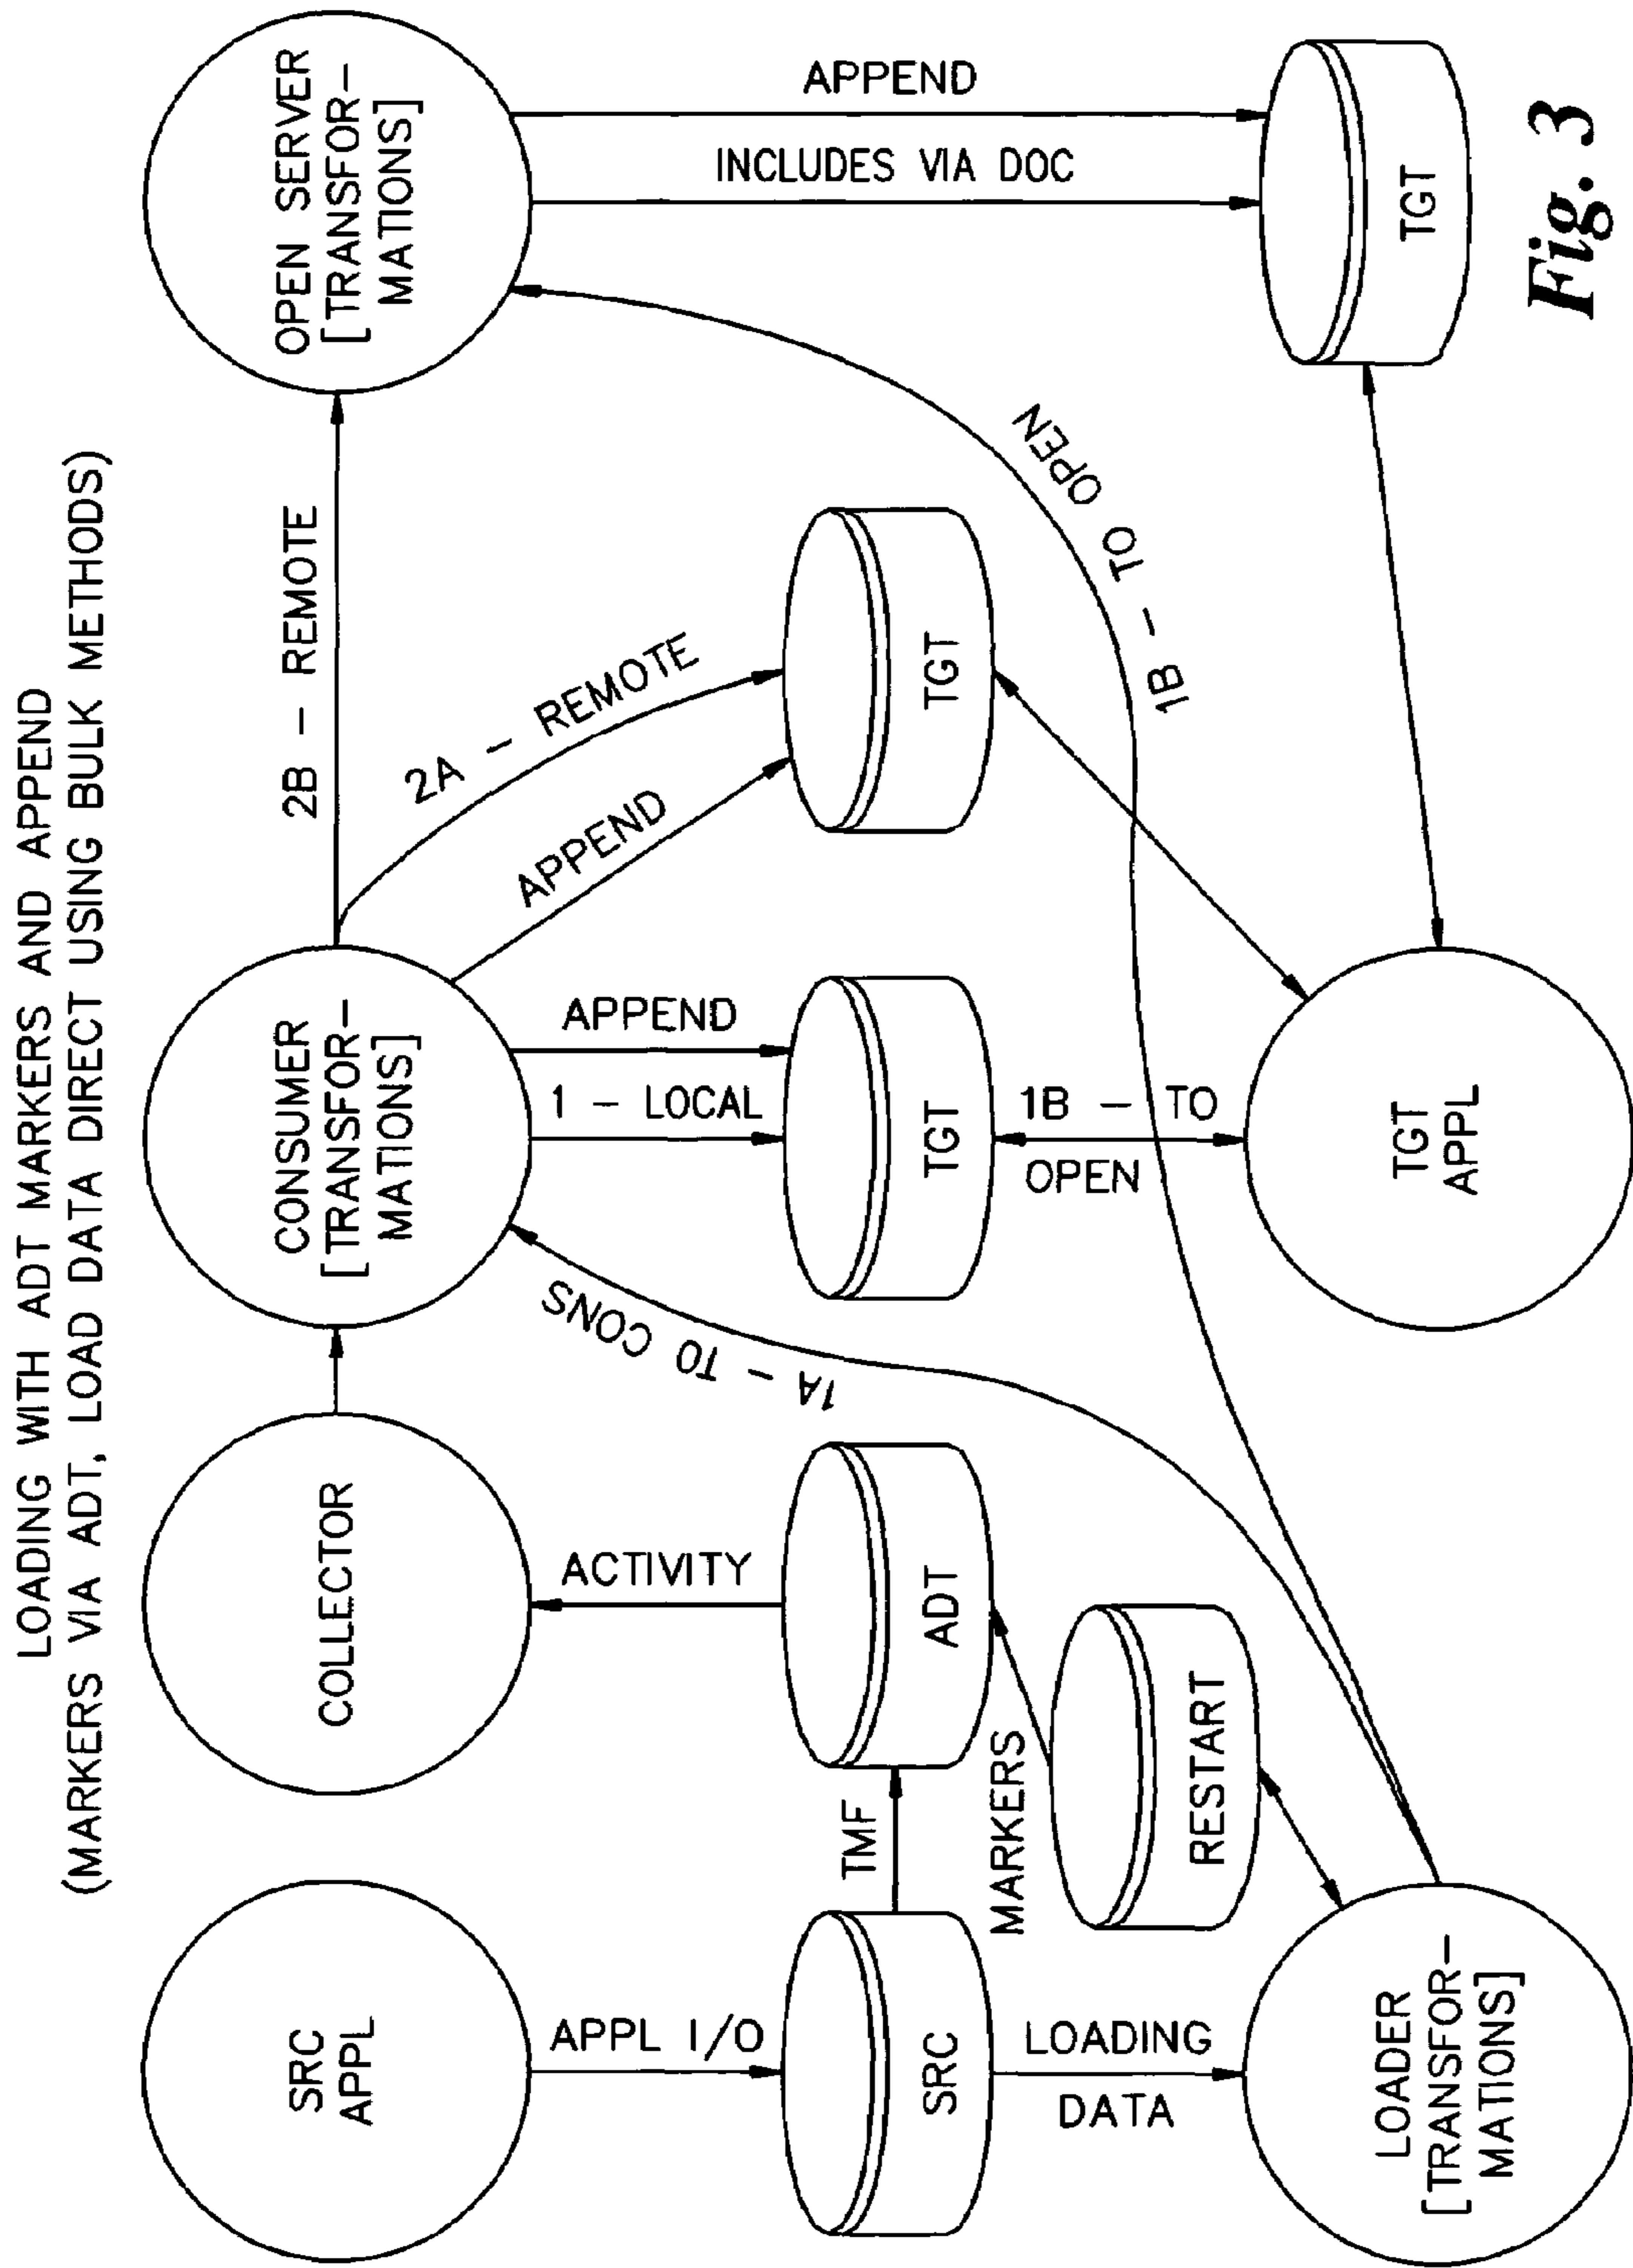 LOADING WITH ADT MARKERS AND APPEND
(MARKERS VIA ADT, LOAD DATA DIRECT USING BULK METHODS)
SRC
APPL
COLLECTOR
CONSUMER
[TRANSFOR-
MATIONS]
2B - REMOTE
OPEN SERVER
[TRANSFOR-
MATIONS]
APPL I/O
ACTIVITY
1 - LOCAL
APPEND
APPEND
2A - REMOTE
INCLUDES VIA DOC
APPEND
1A - TO CONS
SRC
TMF
ADT
TGT
TGT
LOADING
DATA
MARKERS
RESTART
1B - TO
OPEN
1B - TO OPEN
LOADER
[TRANSFOR-
MATIONS]
TGT
APPL
TGT
Fig. 3